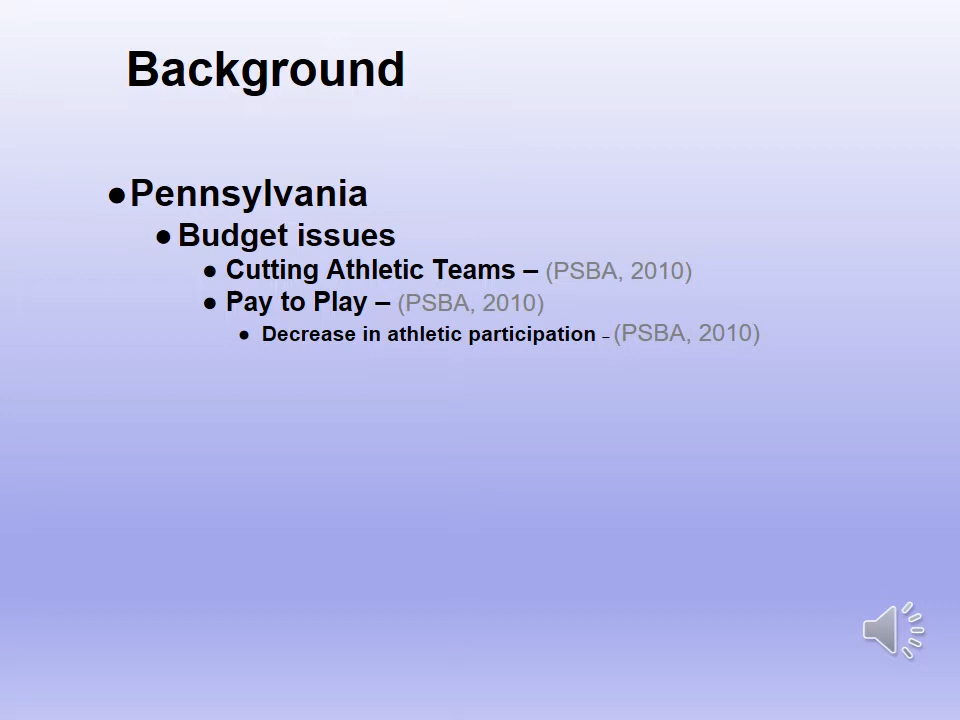 Background
●Pennsylvania
● Budget issues
● Cutting Athletic Teams – (PSBA, 2010)
● Pay to Play – (PSBA, 2010)
● Decrease in athletic participation – (PSBA, 2010)